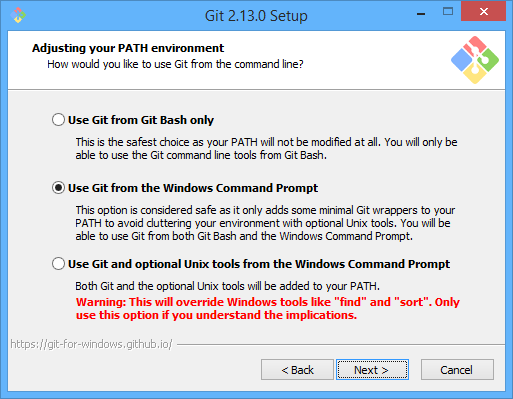 Git 2.13.0 Setup
Adjusting your PATH environment
How would you like to use Git from the command line?
Use Git from Git Bash only
This is the safest choice as your PATH will not be modified at all. You will only be
able to use the Git command line tools from Git Bash.
Use Git from the Windows Command Prompt
This option is considered safe as it only adds some minimal Git wrappers to your
PATH to avoid cluttering your environment with optional Unix tools. You will be
able to use Git from both Git Bash and the Windows Command Prompt.
Use Git and optional Unix tools from the Windows Command Prompt
Both Git and the optional Unix tools will be added to your PATH.
Warning: This will override Windows tools like "find" and "sort". Only
use this option if you understand the implications.
https://git-for-windows.github.io/
< Back
Next >
Cancel